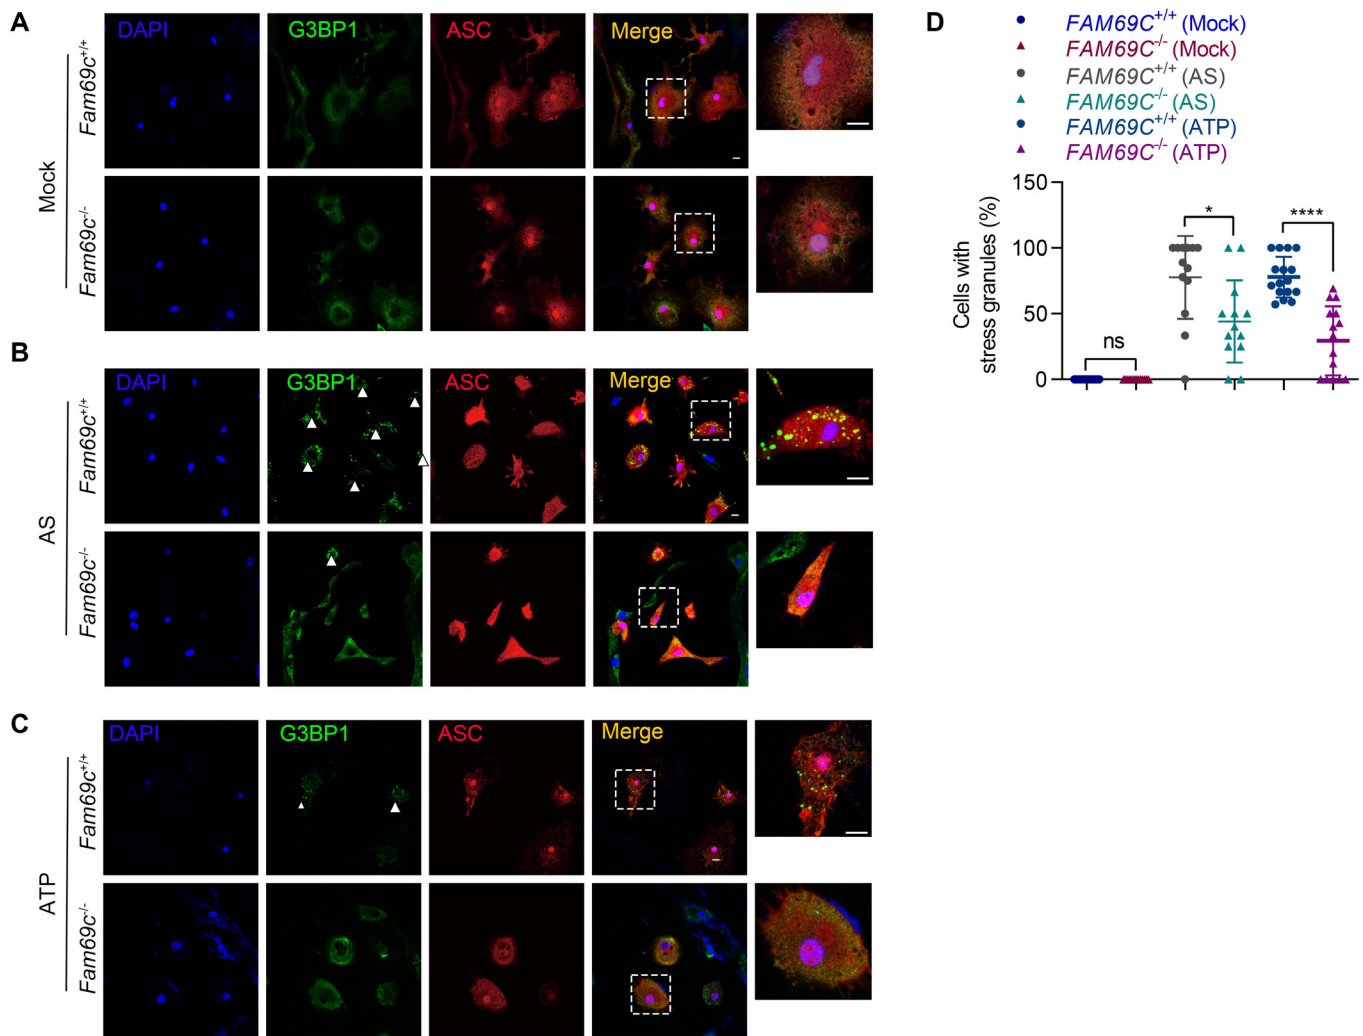 A
DAPI G3BP1 ASC Merge
Mock
Fam69c+/+
Fam69c-/-
B
DAPI G3BP1 ASC Merge
AS
Fam69c+/+
Fam69c-/-
C
DAPI G3BP1 ASC Merge
ATP
Fam69c+/+
Fam69c-/-
D
FAM69C+/+ (Mock)
FAM69C-/- (Mock)
FAM69C+/+ (AS)
FAM69C-/- (AS)
FAM69C+/+ (ATP)
FAM69C-/- (ATP)
Cells with
stress granules (%)
150
100
50
0
ns
*
****